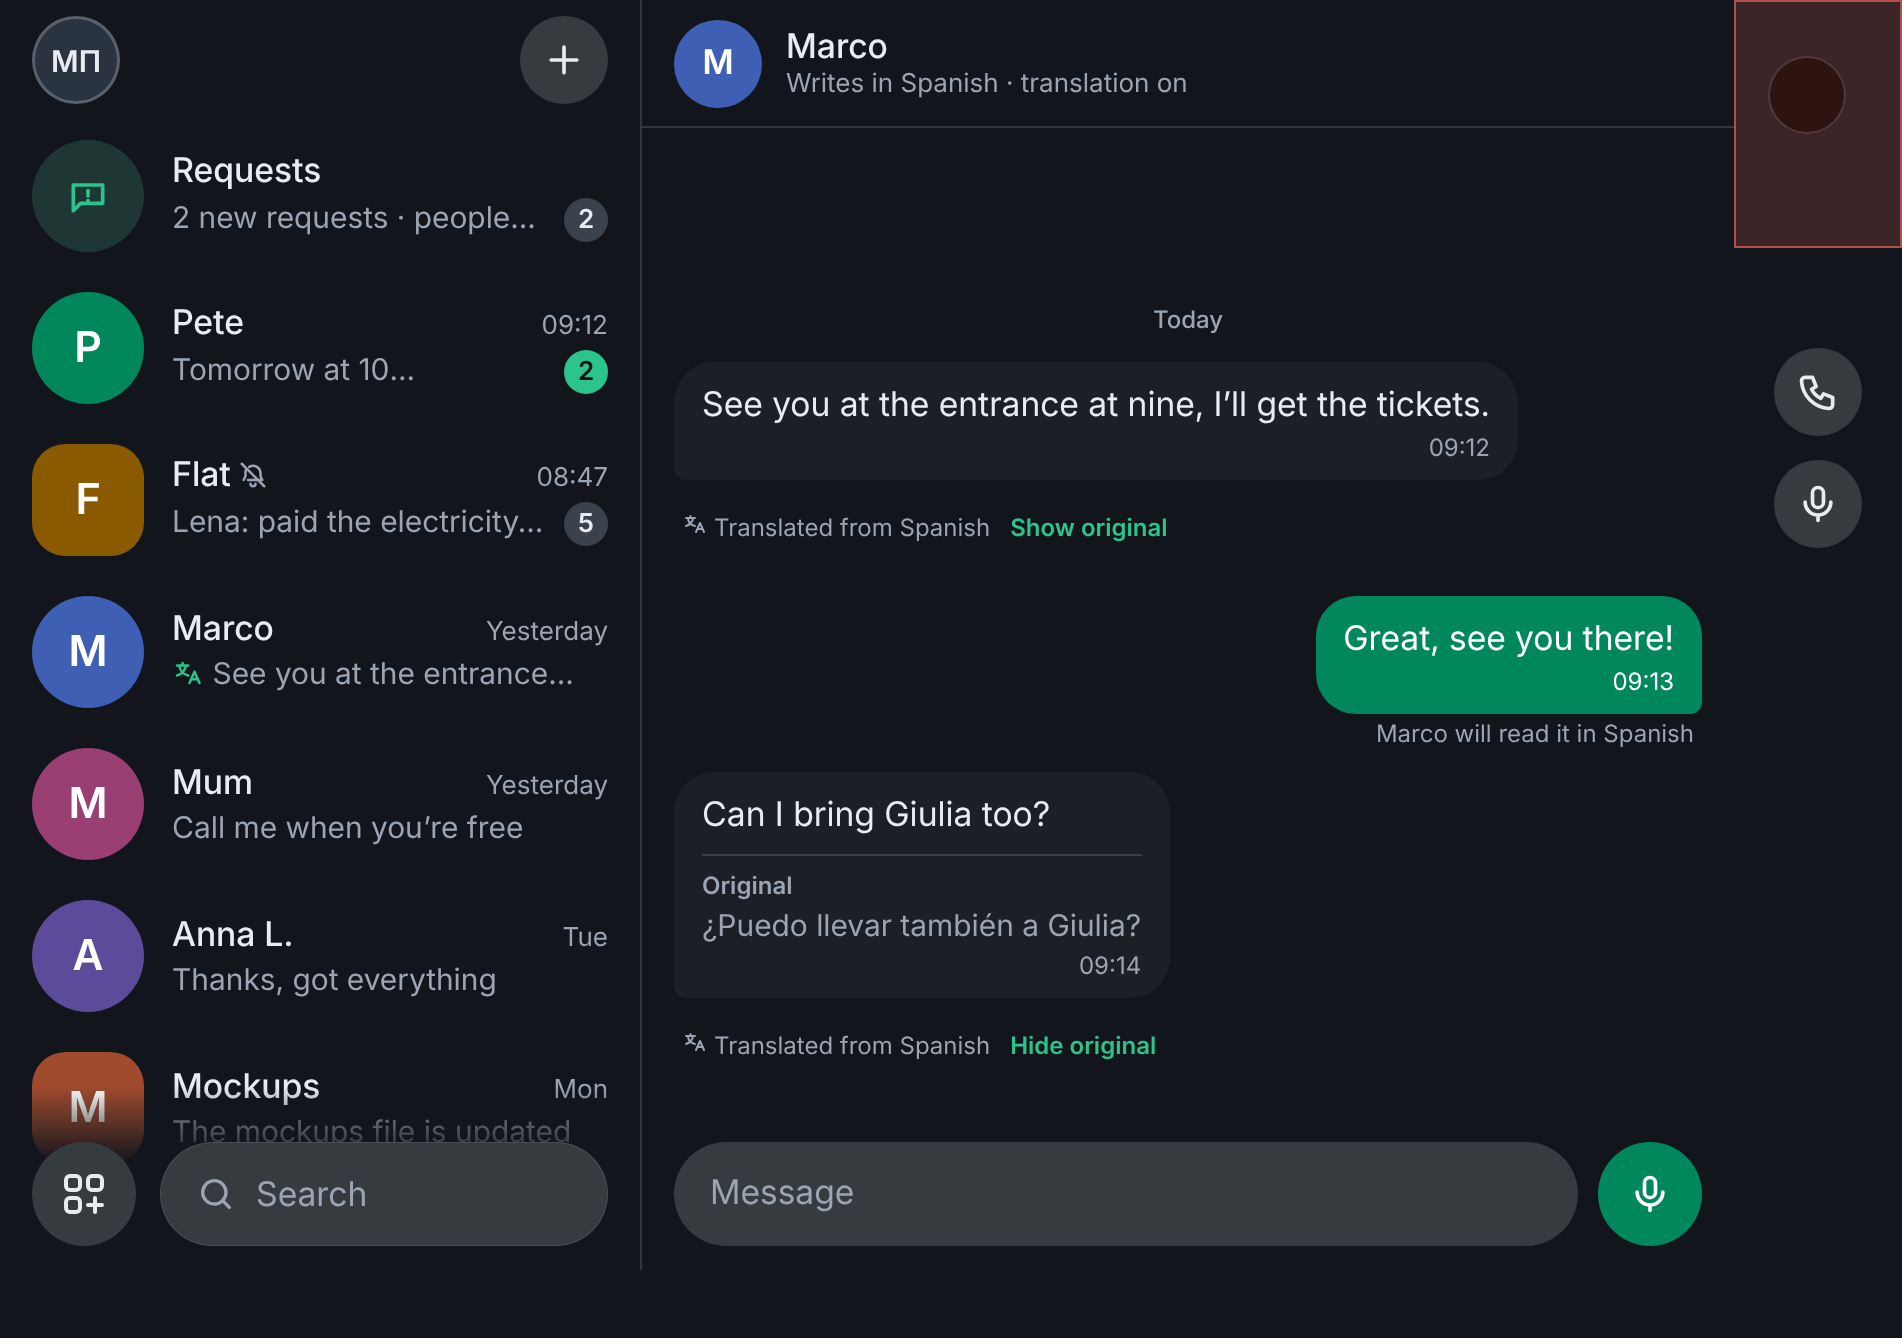 МП
Requests
2 new requests · people...
2
Pete
09:12
Tomorrow at 10...
2
F
Flat
08:47
Lena: paid the electricity...
5
P
M
Marco
Yesterday
See you at the entrance...
M
Mum
Yesterday
Call me when you’re free
A
Anna L.
Tue
Thanks, got everything
M
Mockups
Mon
The mockups file is updated
Search
M
Marco
Writes in Spanish · translation on
Today
See you at the entrance at nine, I’ll get the tickets.
09:12
Translated from Spanish Show original
Great, see you there!
09:13
Marco will read it in Spanish
Can I bring Giulia too?
Original
¿Puedo llevar también a Giulia?
09:14
Translated from Spanish Hide original
Message